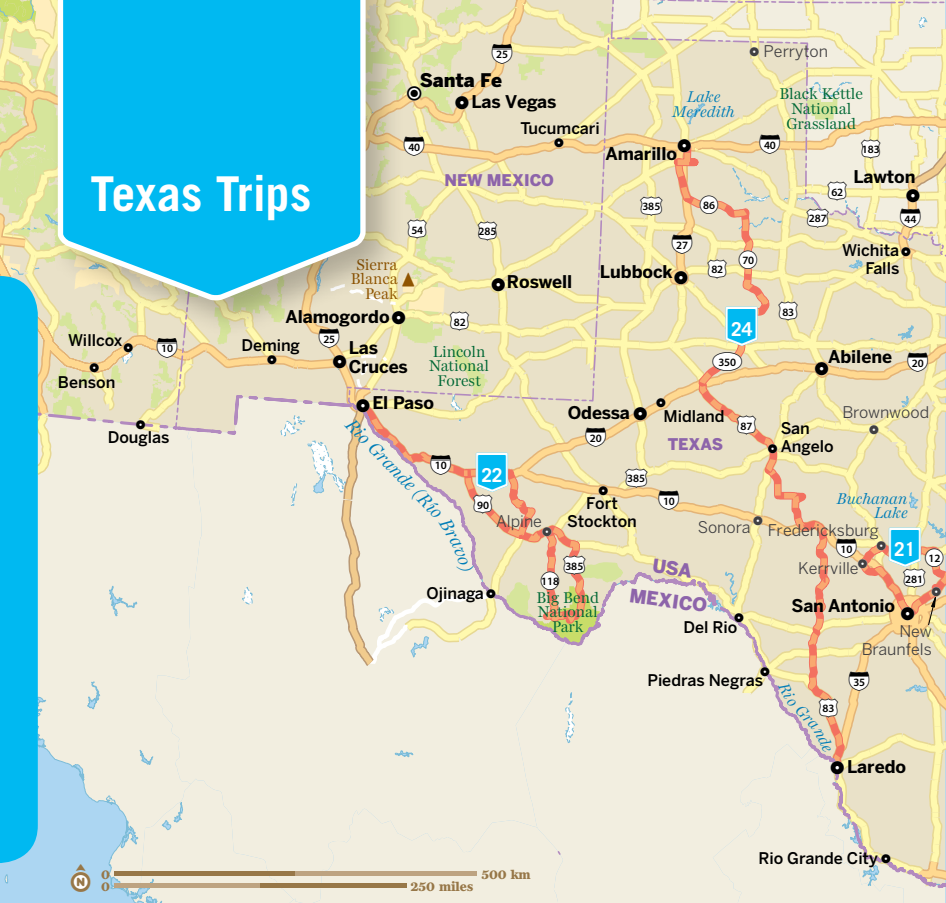 Texas Trips
25
Perryton
Santa Fe
Las Vegas
Lake
Meredith
Black Kettle
National
Grassland
Tucumcari
40
Amarillo
40
183
NEW MEXICO
Lawton
62
385
86
287
44
54
285
27
Wichita
Falls
70
82
Lubbock
Sierra
Blanca
Peak
Roswell
83
Alamogordo
82
24
Willcox
10
Deming
25
Las
Cruces
Lincoln
National
Forest
350
Abilene
20
Benson
El Paso
Odessa
Midland
Brownwood
Douglas
20
TEXAS
87
San
Angelo
Rio Grande (Río Bravo)
10
22
385
90
Fort
Stockton
10
Buchanan
Lake
Alpine
Sonora
Fredericksburg
10
21
12
385
118
USA
Kerrville
281
Ojinaga
Big Bend
National
Park
MEXICO
San Antonio
Del Rio
New
Braunfels
Piedras Negras
35
Rio Grande
83
Laredo
Rio Grande City
N
0
500 km
0
250 miles